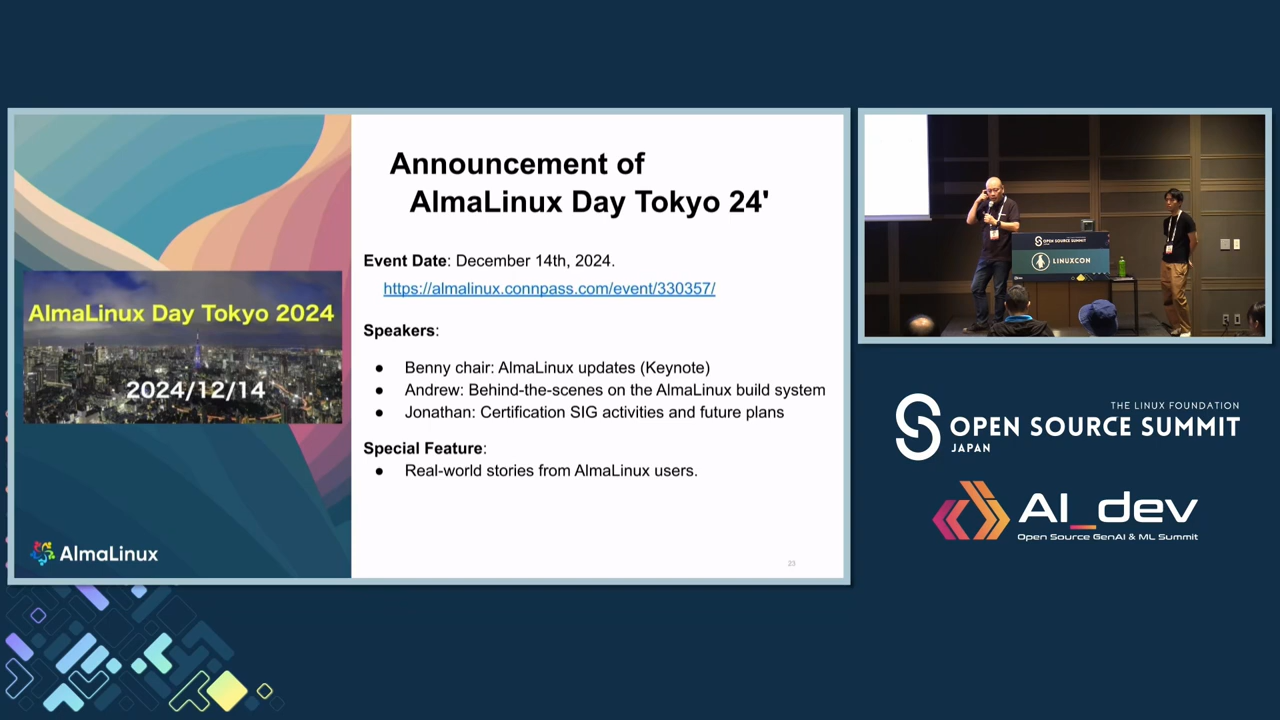 Announcement of
AlmaLinux Day Tokyo 24'
Event Date: December 14th, 2024.
https://almalinux.connpass.com/event/330357/
Speakers:
● Benny chair: AlmaLinux updates (Keynote)
● Andrew: Behind-the-scenes on the AlmaLinux build system
● Jonathan: Certification SIG activities and future plans
Special Feature:
● Real-world stories from AlmaLinux users.
23
AlmaLinux Day Tokyo 2024
2024/12/14
AlmaLinux
OPEN SOURCE SUMMIT
LINUXCON
THE LINUX FOUNDATION
OPEN SOURCE SUMMIT
JAPAN
AI_dev
Open Source GenAI & ML Summit